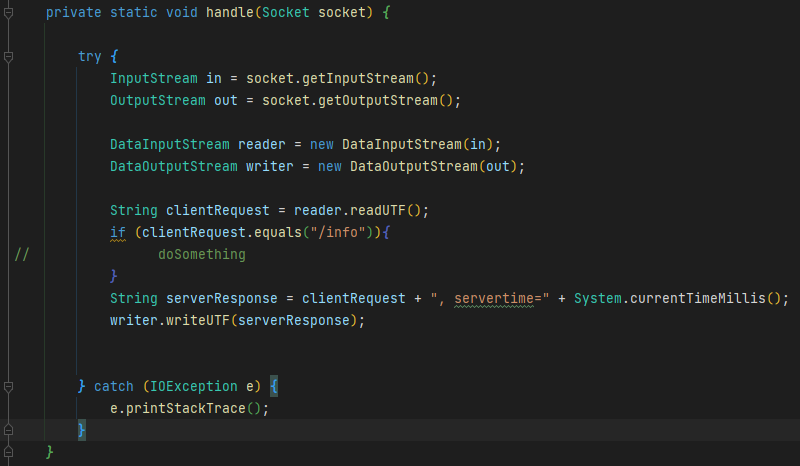 private static void handle(Socket socket) {
try {
InputStream in = socket.getInputStream();
OutputStream out = socket.getOutputStream();
DataInputStream reader = new DataInputStream(in);
DataOutputStream writer = new DataOutputStream(out);
String clientRequest = reader.readUTF();
if (clientRequest.equals("/info")){
// doSomething
}
String serverResponse = clientRequest + ", servertime=" + System.currentTimeMillis();
writer.writeUTF(serverResponse);
} catch (IOException e) {
e.printStackTrace();
}
}